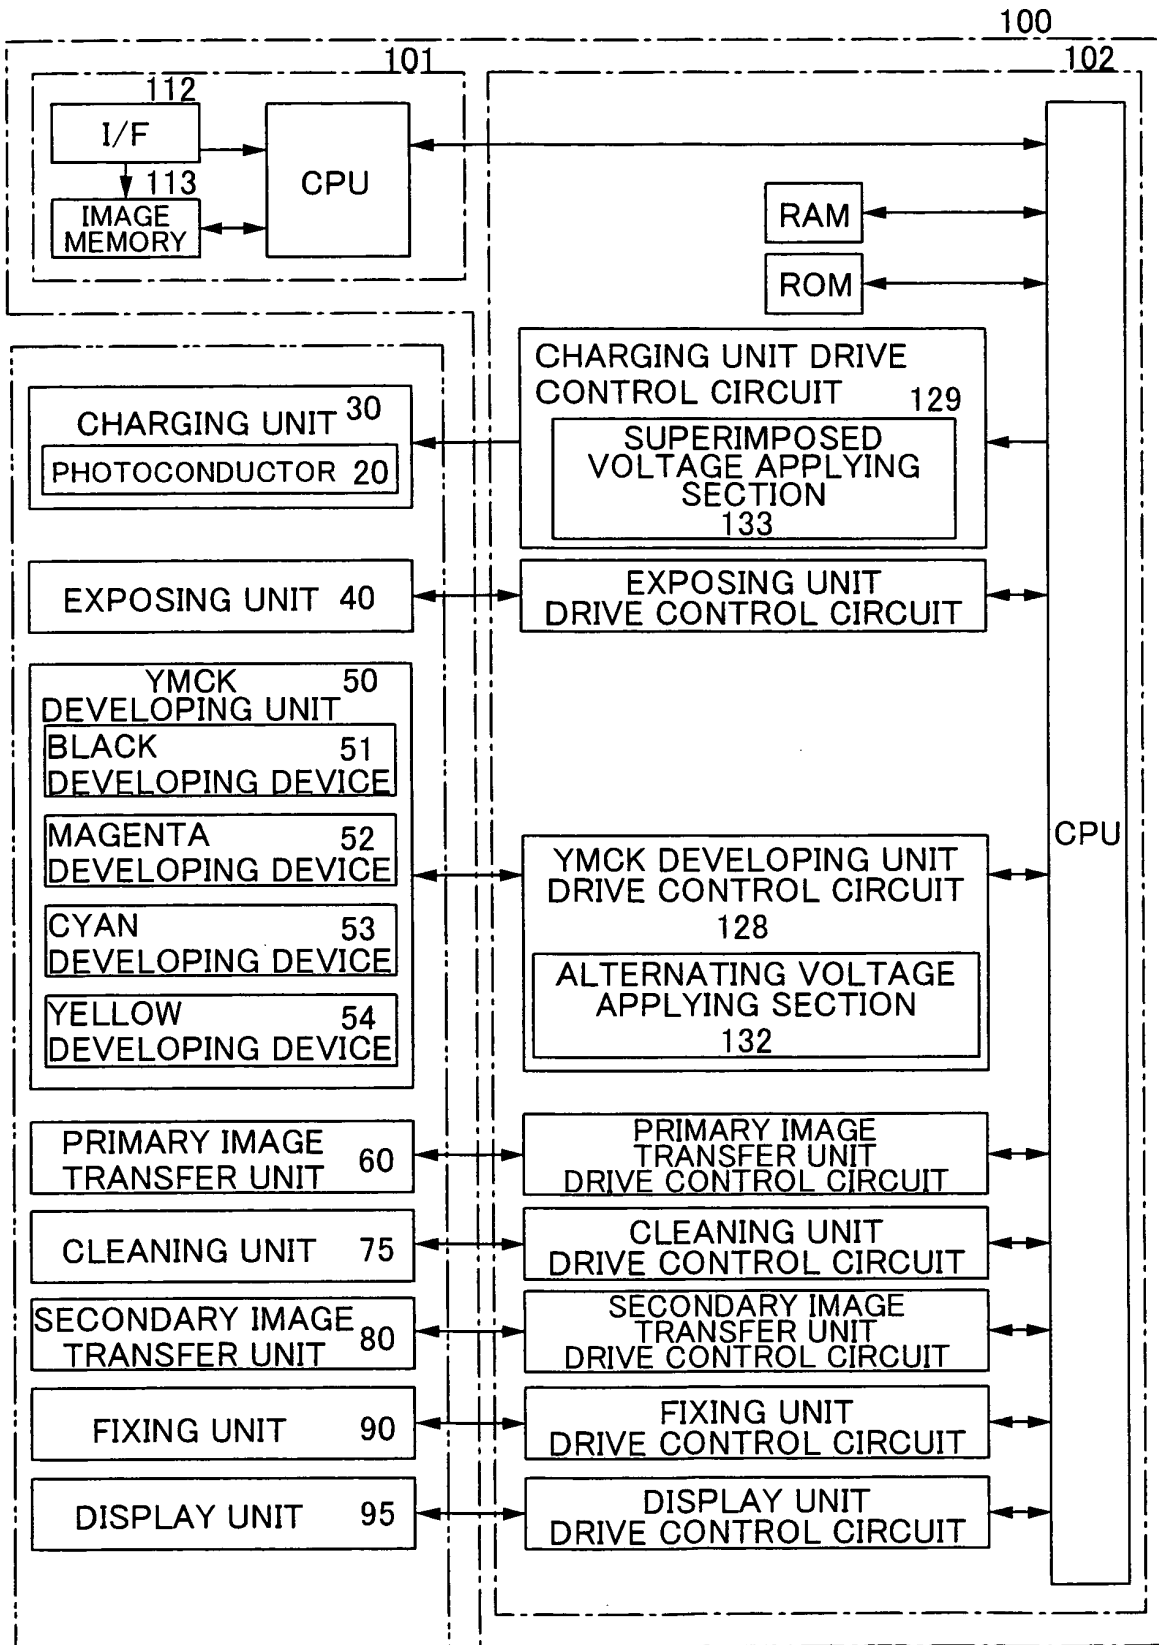 100
101
102
112
I/F
CPU
113
IMAGE
MEMORY
RAM
ROM
CHARGING UNIT DRIVE
CONTROL CIRCUIT
129
SUPERIMPOSED
VOLTAGE APPLYING
SECTION
133
CHARGING UNIT 30
PHOTOCONDUCTOR 20
EXPOSING UNIT 40
EXPOSING UNIT
DRIVE CONTROL CIRCUIT
YMCK 50
DEVELOPING UNIT
BLACK 51
DEVELOPING DEVICE
MAGENTA 52
DEVELOPING DEVICE
CYAN 53
DEVELOPING DEVICE
YELLOW 54
DEVELOPING DEVICE
YMCK DEVELOPING UNIT
DRIVE CONTROL CIRCUIT
128
ALTERNATING VOLTAGE
APPLYING SECTION
132
CPU
PRIMARY IMAGE
TRANSFER UNIT 60
PRIMARY IMAGE
TRANSFER UNIT
DRIVE CONTROL CIRCUIT
CLEANING UNIT 75
CLEANING UNIT
DRIVE CONTROL CIRCUIT
SECONDARY IMAGE
TRANSFER UNIT 80
SECONDARY IMAGE
TRANSFER UNIT
DRIVE CONTROL CIRCUIT
FIXING UNIT 90
FIXING UNIT
DRIVE CONTROL CIRCUIT
DISPLAY UNIT 95
DISPLAY UNIT
DRIVE CONTROL CIRCUIT